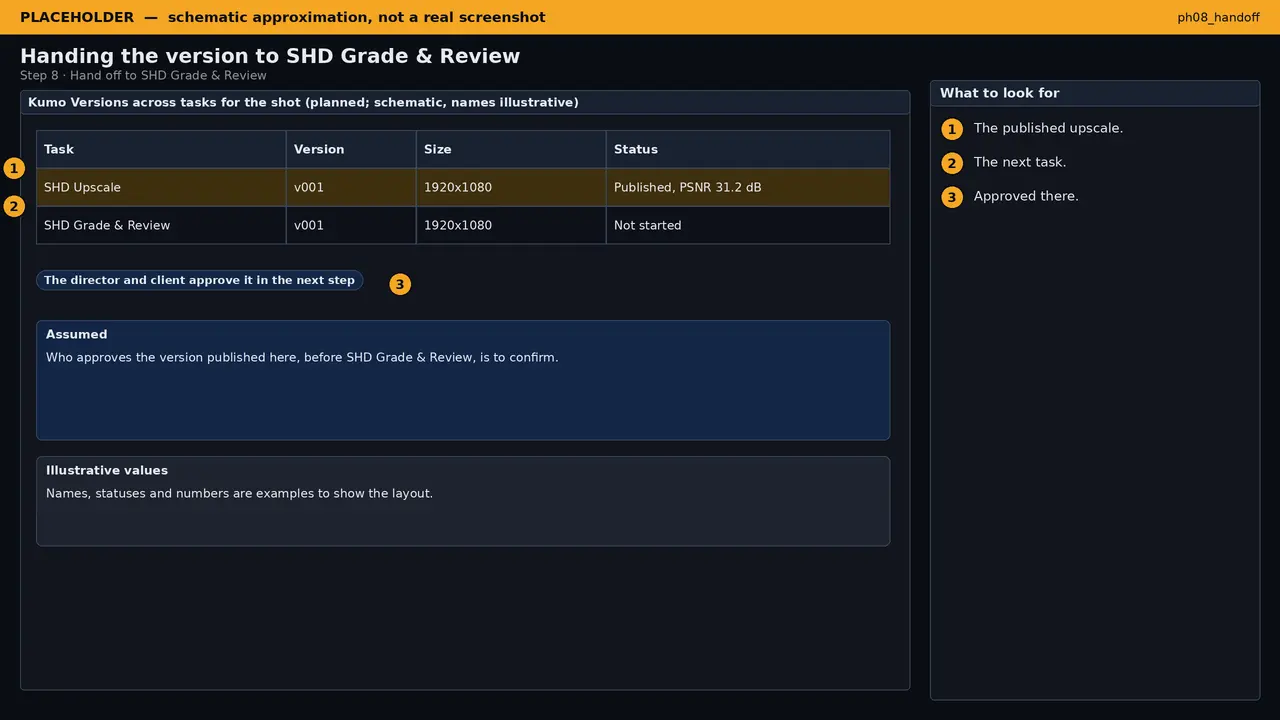 PLACEHOLDER — schematic approximation, not a real screenshot
ph08_handoff
Handing the version to SHD Grade & Review
Step 8 · Hand off to SHD Grade & Review
Kumo Versions across tasks for the shot (planned; schematic, names illustrative)
Task Version Size Status
1
SHD Upscale v001 1920x1080 Published, PSNR 31.2 dB
2
SHD Grade & Review v001 1920x1080 Not started
The director and client approve it in the next step 3
Assumed
Who approves the version published here, before SHD Grade & Review, is to confirm.
Illustrative values
Names, statuses and numbers are examples to show the layout.
What to look for
1 The published upscale.
2 The next task.
3 Approved there.